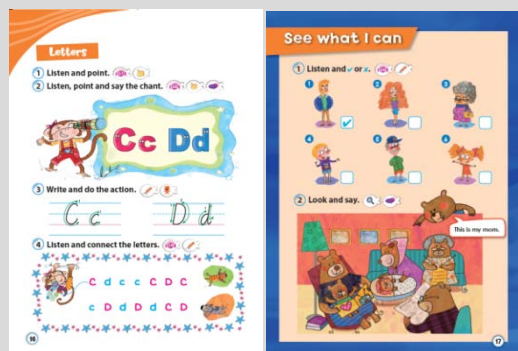 Letters
1 Listen and point.
2 Listen, point and say the chant.
Cc Dd
3 Write and do the action.
C c D d
4 Listen and connect the letters.
C d c c C D C
c D d D d C D
16
See what I can
1 Listen and ✓ or x.
1 2 3
✓
4 5 6
2 Look and say.
This is my mom.
17